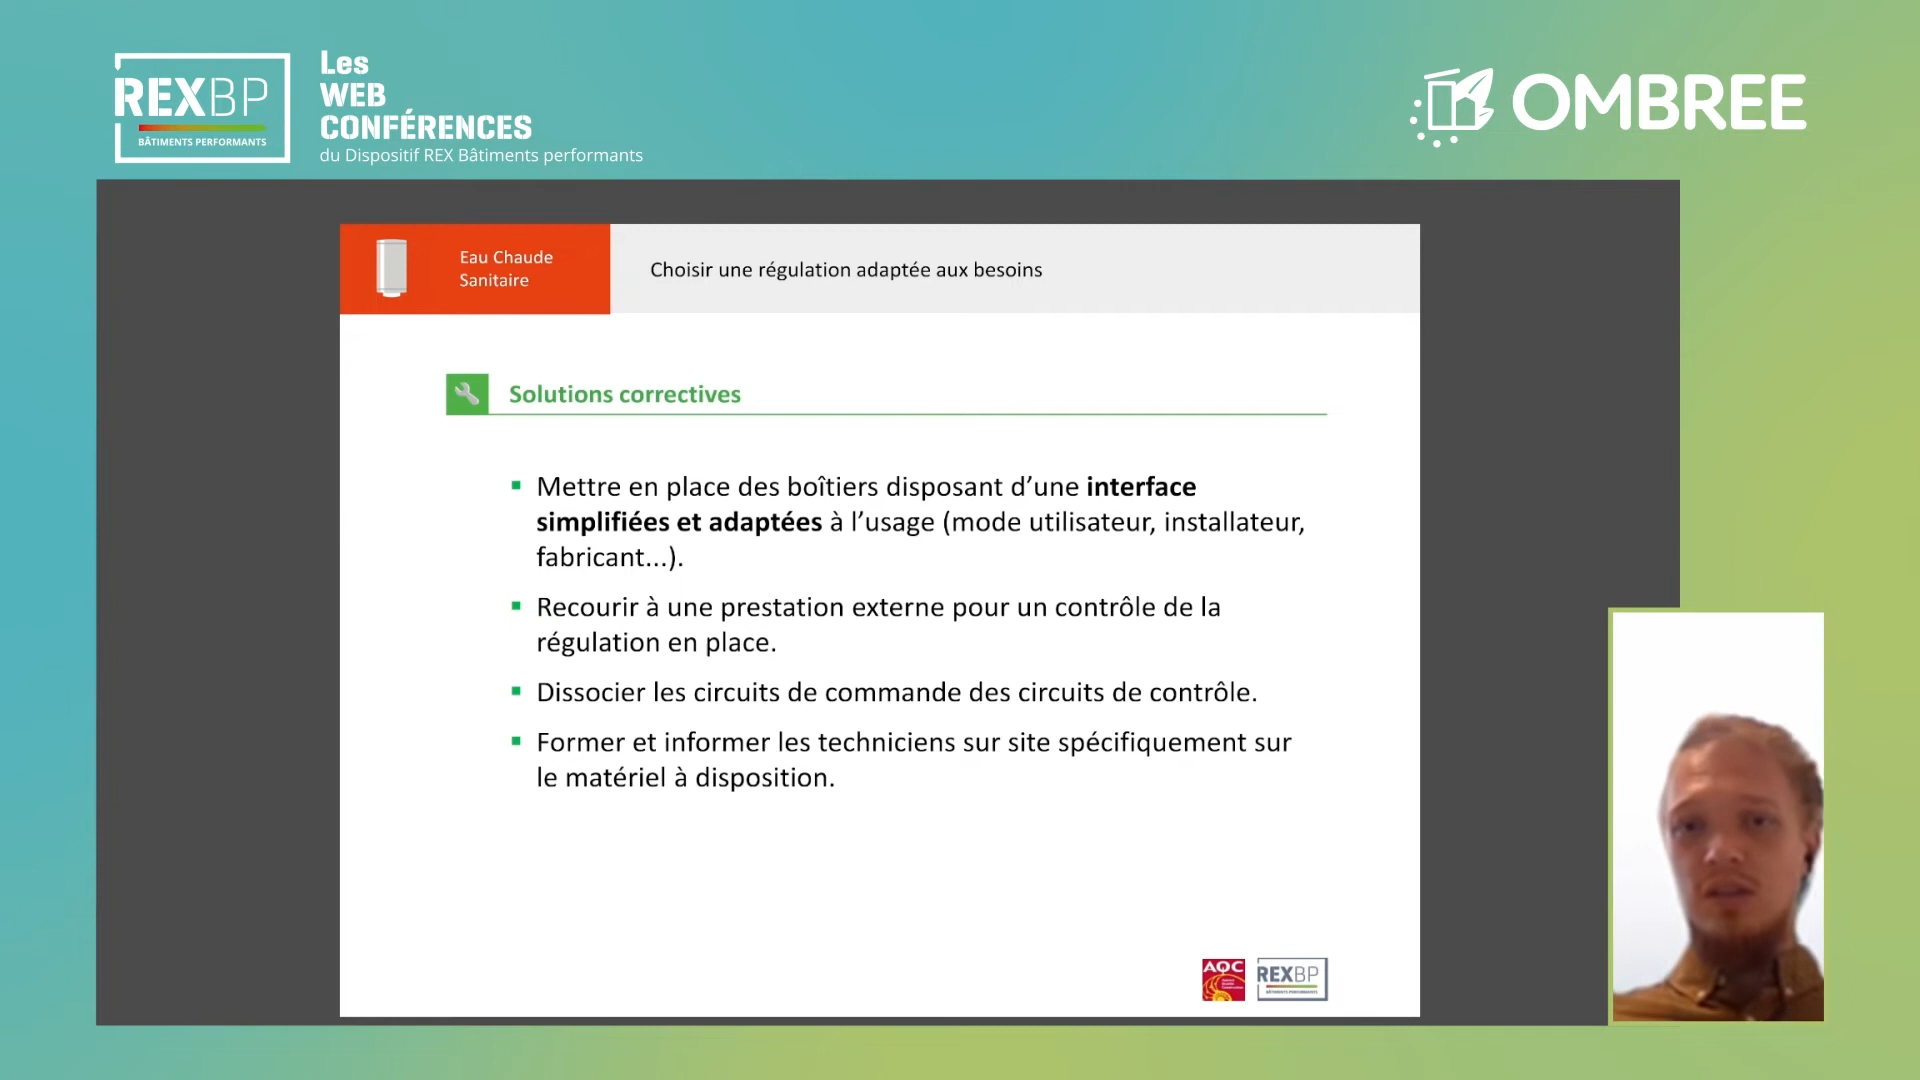 REXBP
BÂTIMENTS PERFORMANTS
Les
WEB
CONFÉRENCES
du Dispositif REX Bâtiments performants
OMBREE
Eau Chaude
Sanitaire
Choisir une régulation adaptée aux besoins
Solutions correctives
▪ Mettre en place des boîtiers disposant d’une interface
simplifiées et adaptées à l’usage (mode utilisateur, installateur,
fabricant...).
▪ Recourir à une prestation externe pour un contrôle de la
régulation en place.
▪ Dissocier les circuits de commande des circuits de contrôle.
▪ Former et informer les techniciens sur site spécifiquement sur
le matériel à disposition.
AQC
REXBP
BÂTIMENTS PERFORMANTS